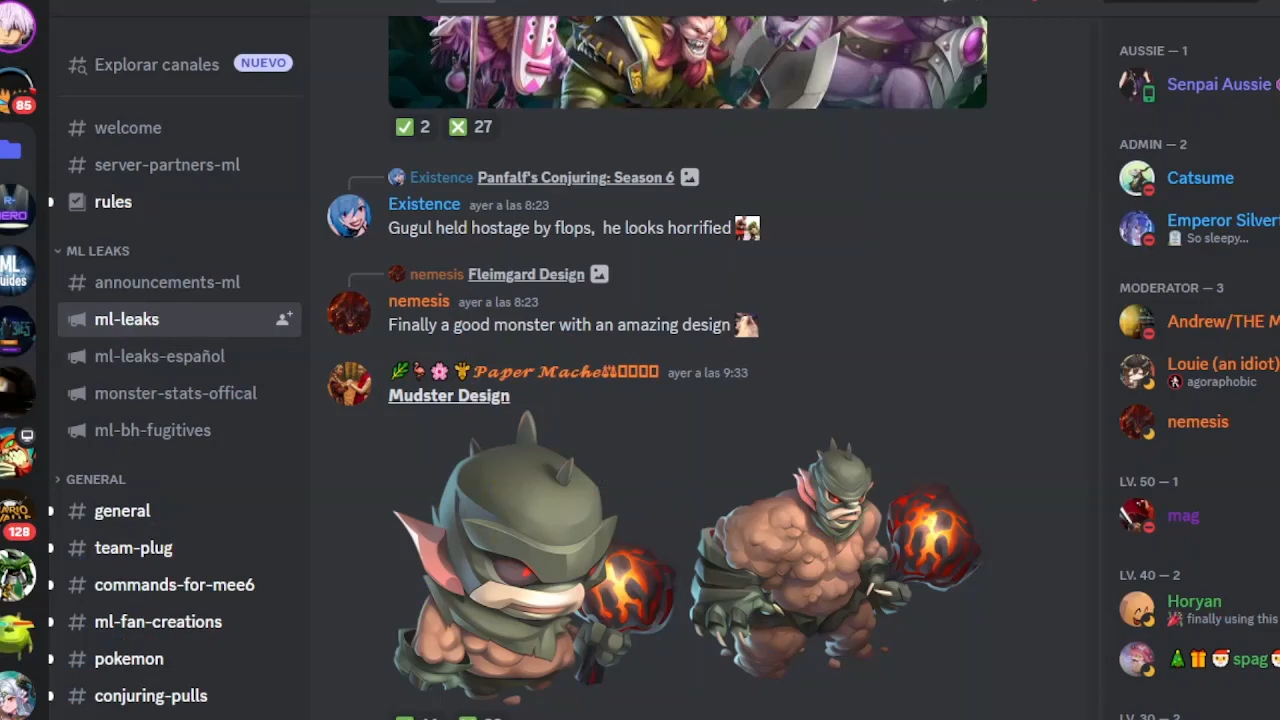 Explorar canales NUEVO
welcome
server-partners-ml
rules
ML LEAKS
announcements-ml
ml-leaks
ml-leaks-español
monster-stats-offical
ml-bh-fugitives
GENERAL
general
team-plug
commands-for-mee6
ml-fan-creations
pokemon
conjuring-pulls
85
ML
uides
128
2 27
Existence Panfalf's Conjuring: Season 6
Existence ayer a las 8:23
Gugul held hostage by flops, he looks horrified
nemesis Fleimgard Design
nemesis ayer a las 8:23
Finally a good monster with an amazing design
Paper Mache ayer a las 9:33
Mudster Design
AUSSIE — 1
Senpai Aussie
ADMIN — 2
Catsume
Emperor Silver
So sleepy...
MODERATOR — 3
Andrew/THE M
Louie (an idiot)
agoraphobic
nemesis
LV. 50 — 1
mag
LV. 40 — 2
Horyan
finally using this
spag
LV. 30 — 2